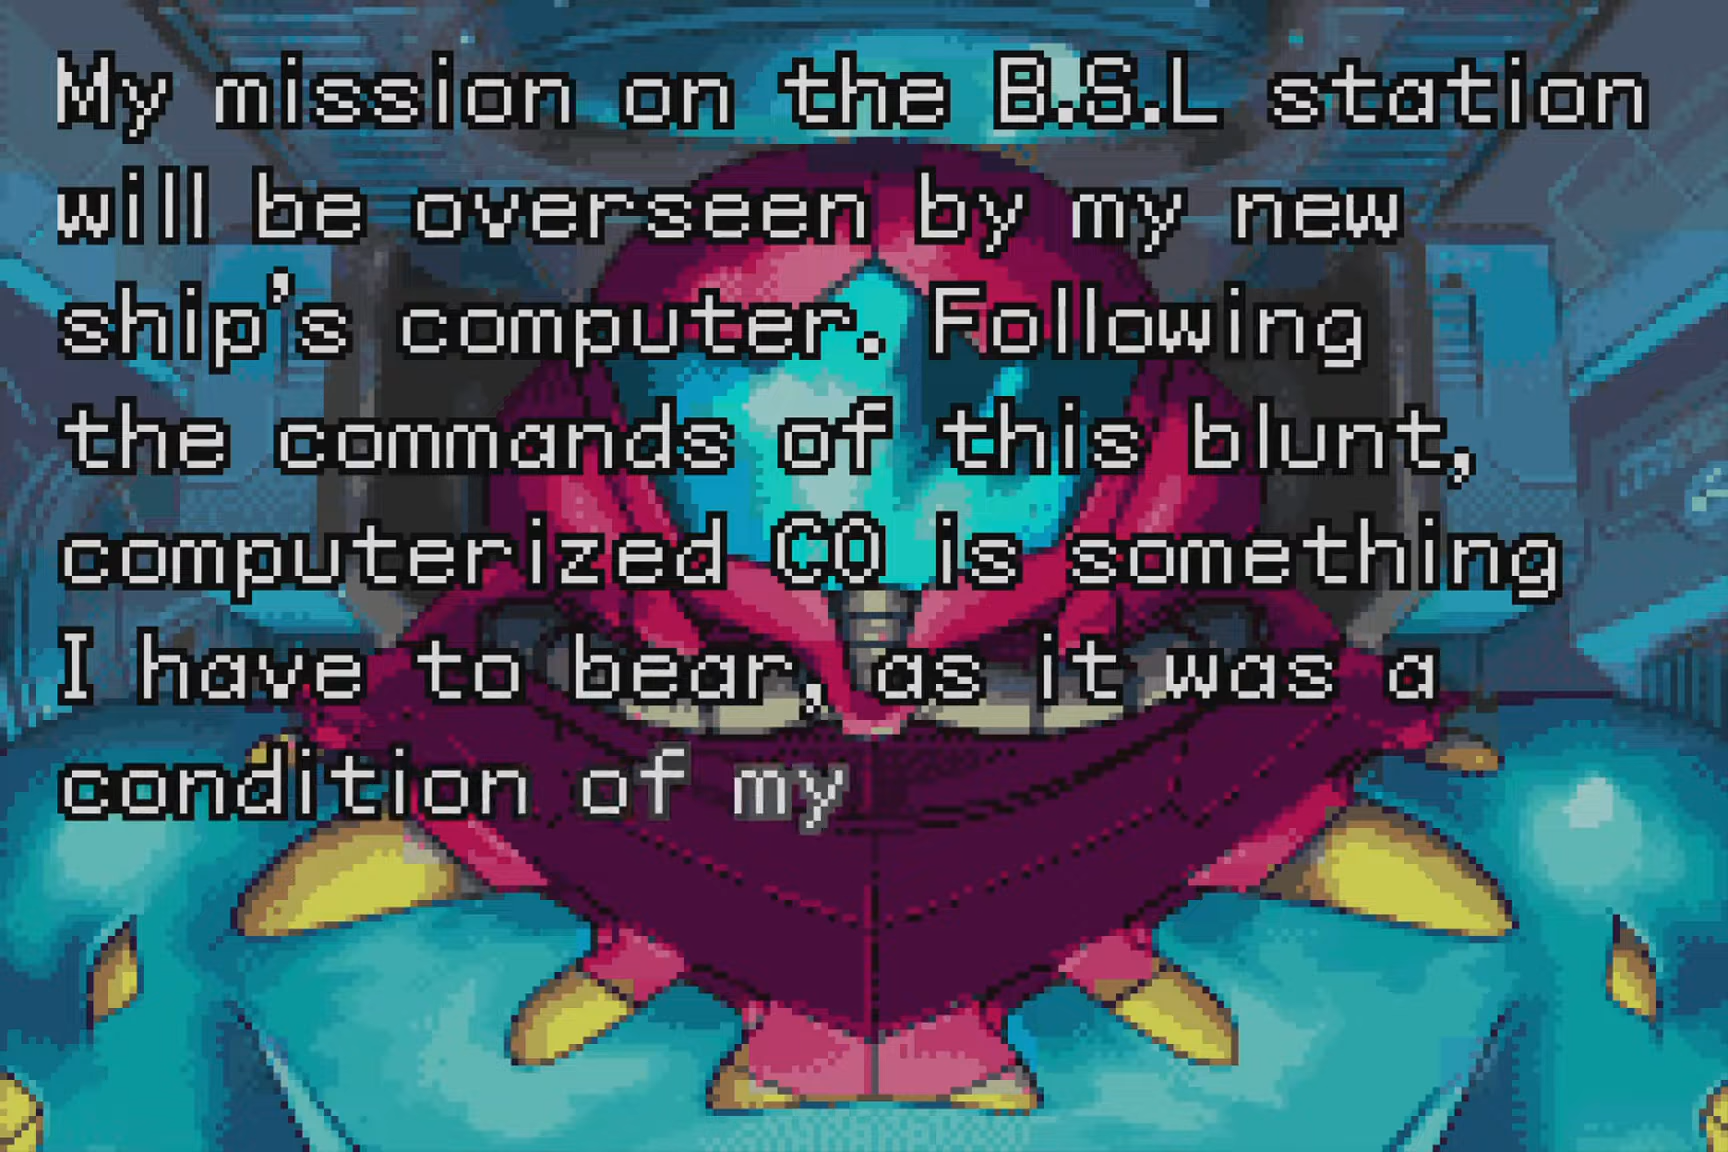 My mission on the B.S.L station
will be overseen by my new
ship's computer. Following
the commands of this blunt,
computerized CO is something
I have to bear, as it was a
condition of my